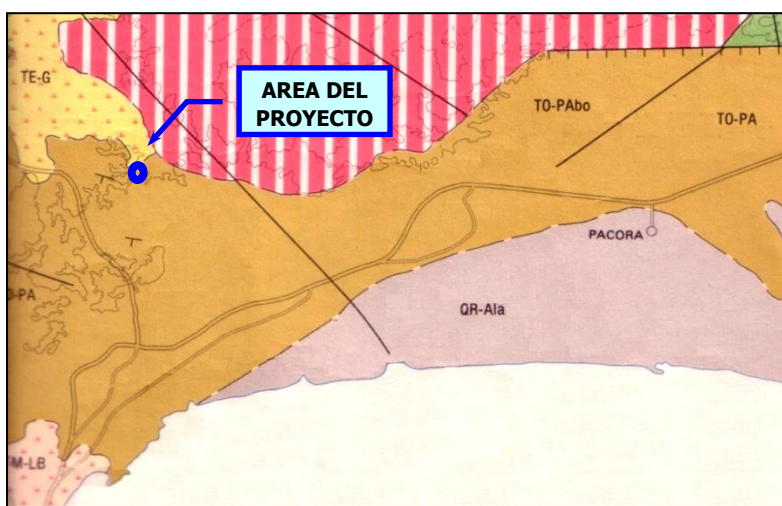 TE-G
AREA DEL
PROYECTO
TO-PAbo
TO-PA
PACORA
O-PA
QR-Ala
M-LB